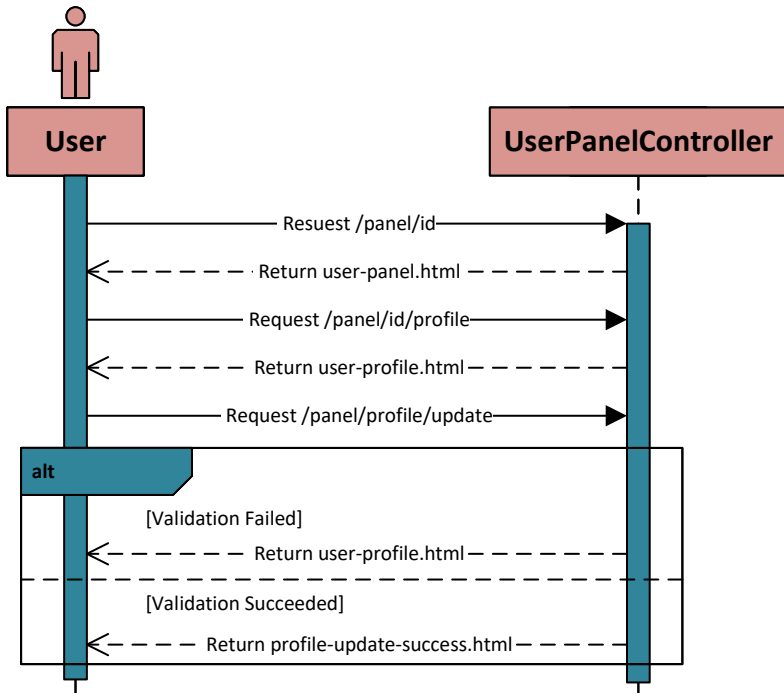 User
UserPanelController
Resuest /panel/id
Return user-panel.html
Request /panel/id/profile
Return user-profile.html
Request /panel/profile/update
alt
[Validation Failed]
Return user-profile.html
[Validation Succeeded]
Return profile-update-success.html